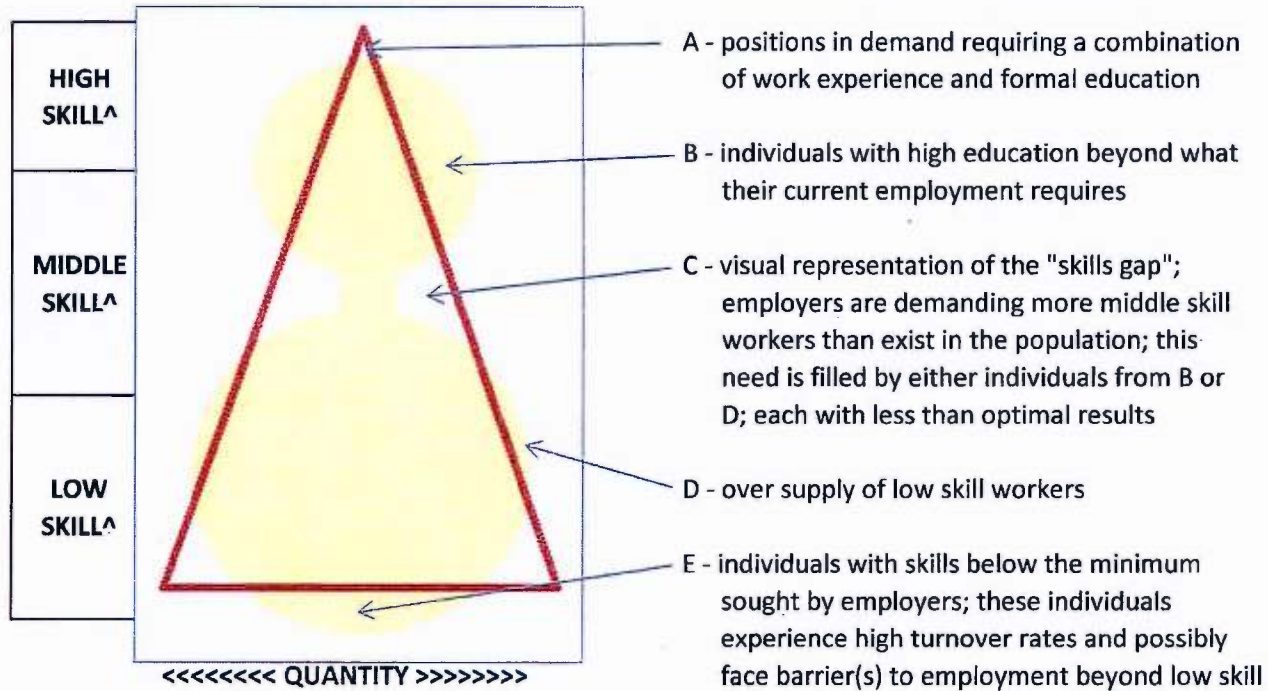 HIGH
SKILL^
MIDDLE
SKILL^
LOW
SKILL^
<<<<<<<< QUANTITY >>>>>>>>
A - positions in demand requiring a combination
of work experience and formal education
B - individuals with high education beyond what
their current employment requires
C - visual representation of the "skills gap";
employers are demanding more middle skill
workers than exist in the population; this
need is filled by either individuals from B or
D; each with less than optimal results
D - over supply of low skill workers
E - individuals with skills below the minimum
sought by employers; these individuals
experience high turnover rates and possibly
face barrier(s) to employment beyond low skill